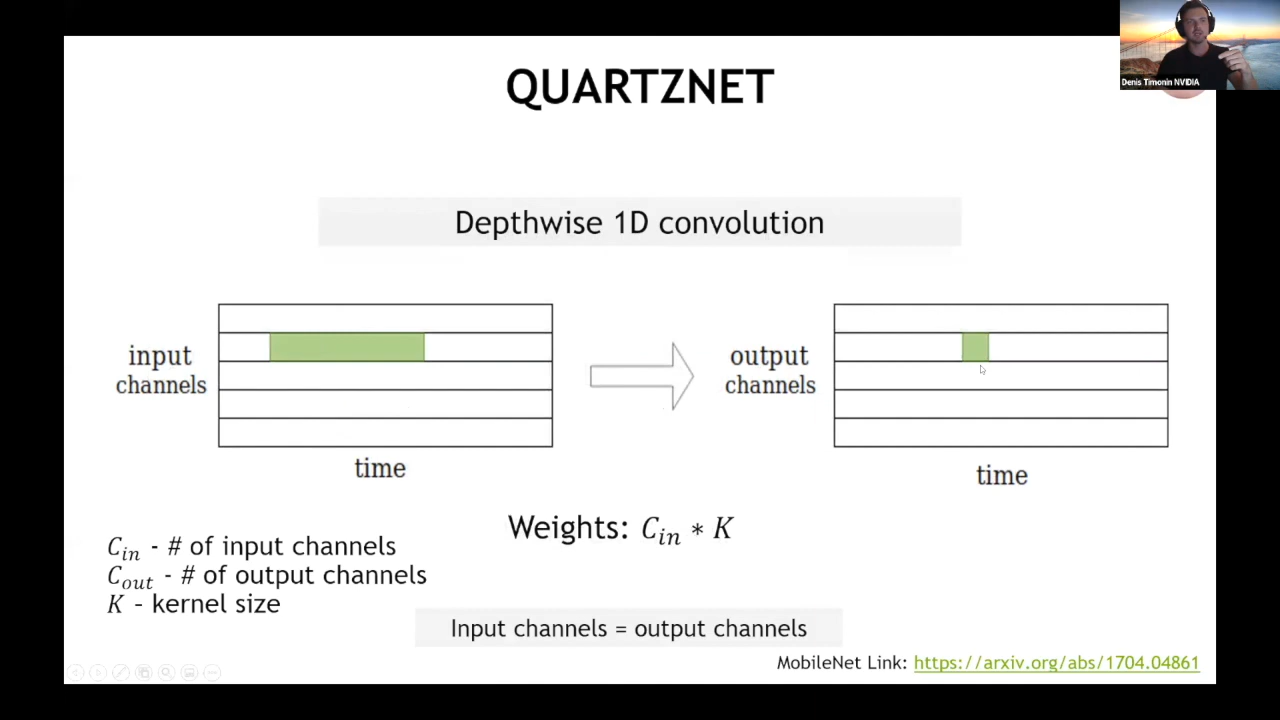 QUARTZNET
Denis Timonin NVIDIA
Depthwise 1D convolution
input
channels
time
output
channels
time
Weights: C_in * K
C_in - # of input channels
C_out - # of output channels
K - kernel size
Input channels = output channels
MobileNet Link: https://arxiv.org/abs/1704.04861